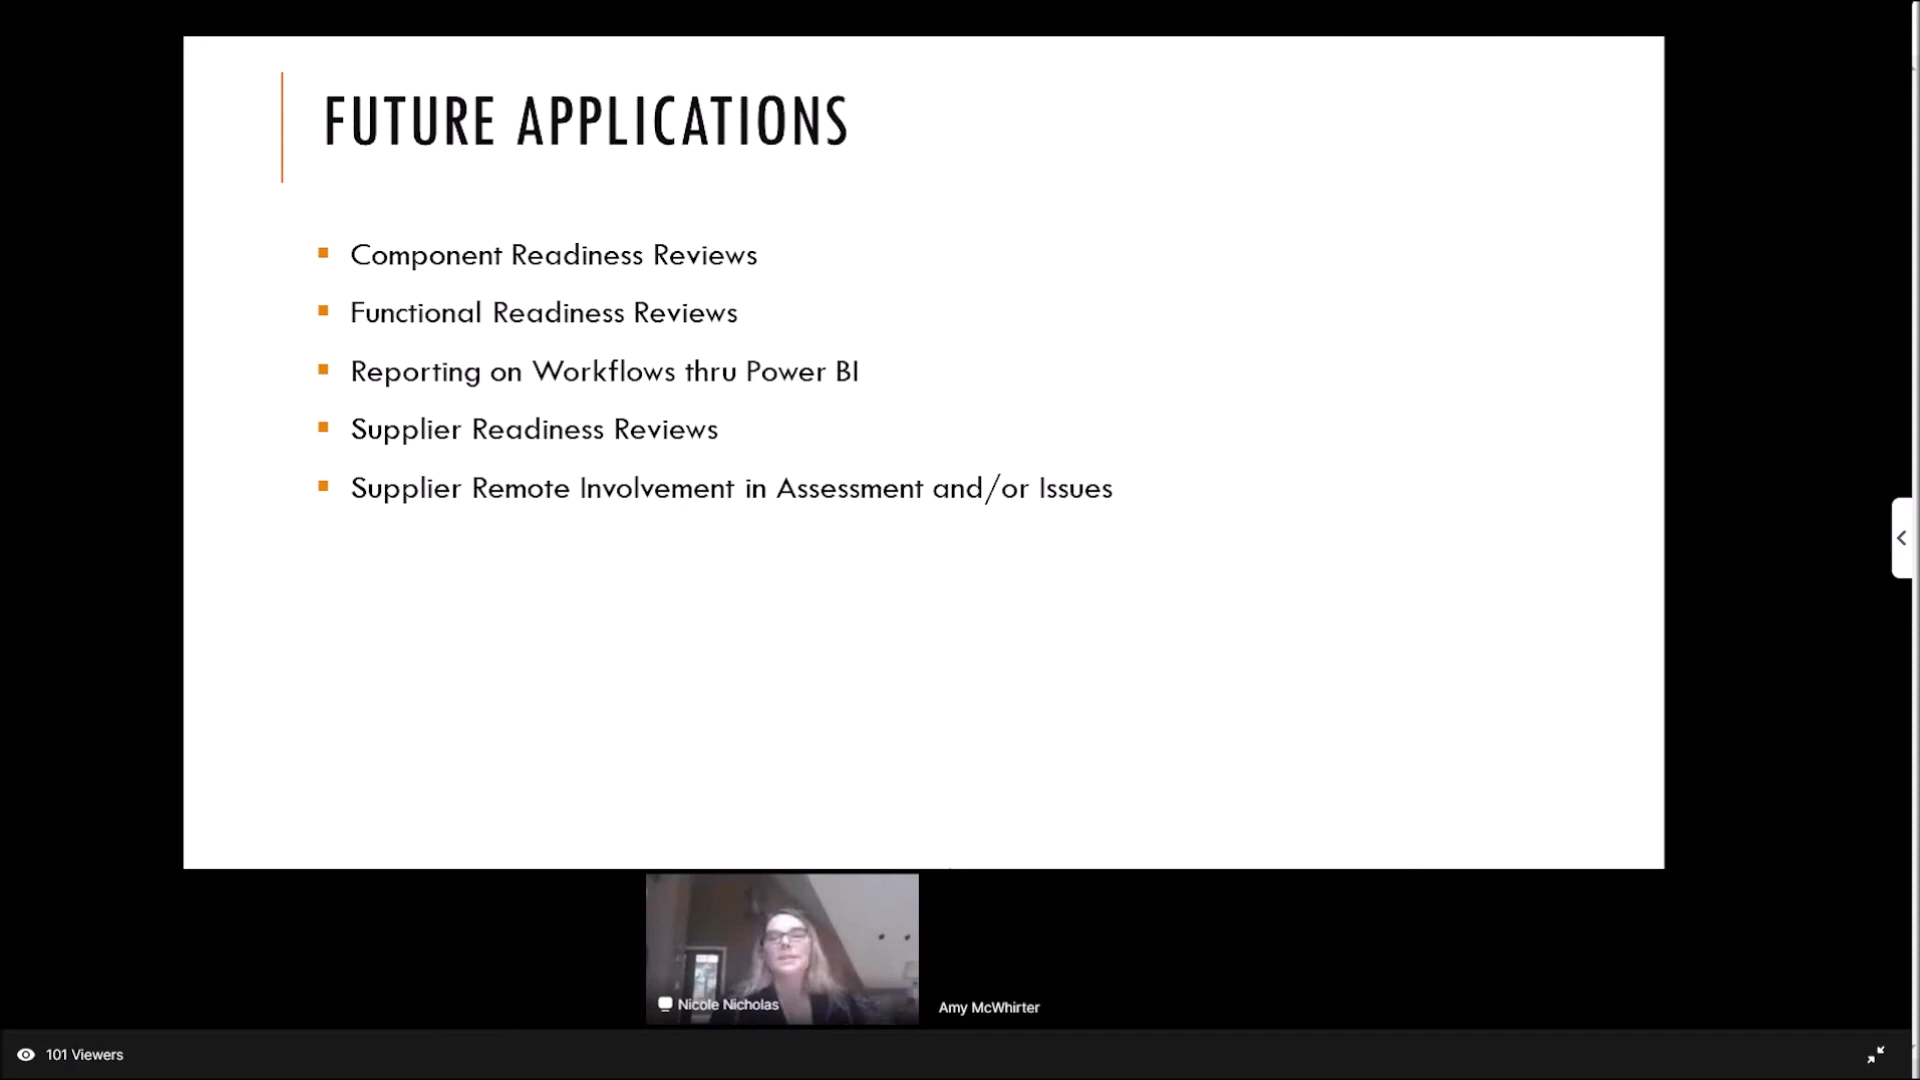 FUTURE APPLICATIONS
Component Readiness Reviews
Functional Readiness Reviews
Reporting on Workflows thru Power BI
Supplier Readiness Reviews
Supplier Remote Involvement in Assessment and/or Issues
Nicole Nicholas
Amy McWhirter
101 Viewers